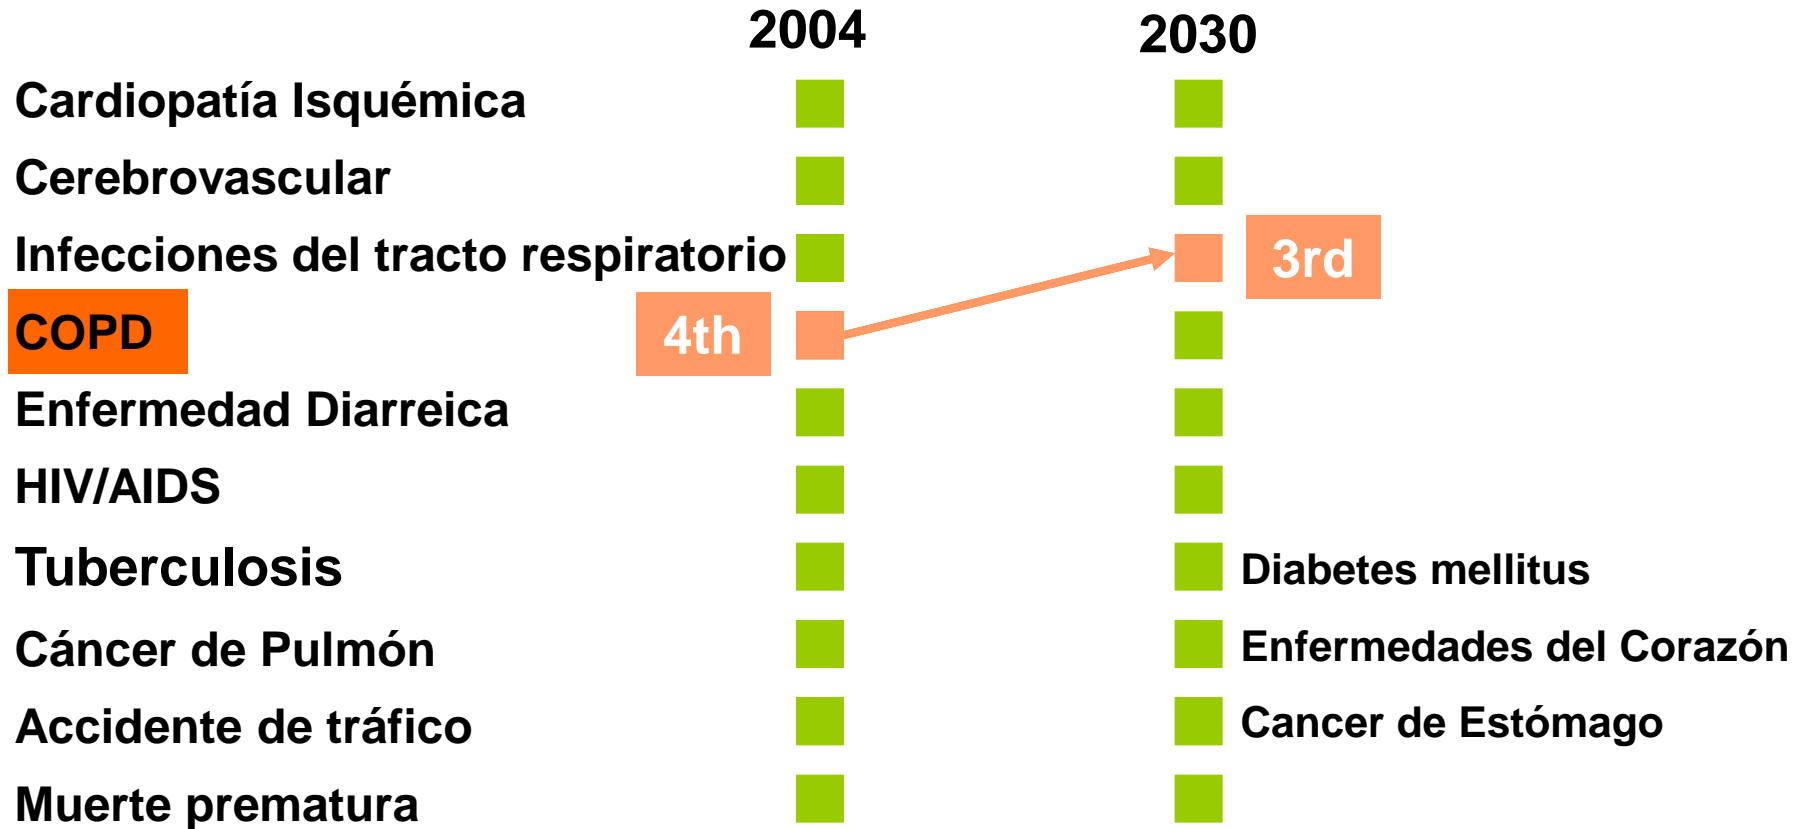 2004
2030
Cardiopatía Isquémica
Cerebrovascular
Infecciones del tracto respiratorio
3rd
COPD
4th
Enfermedad Diarreica
HIV/AIDS
Tuberculosis
Diabetes mellitus
Cáncer de Pulmón
Enfermedades del Corazón
Accidente de tráfico
Cancer de Estómago
Muerte prematura